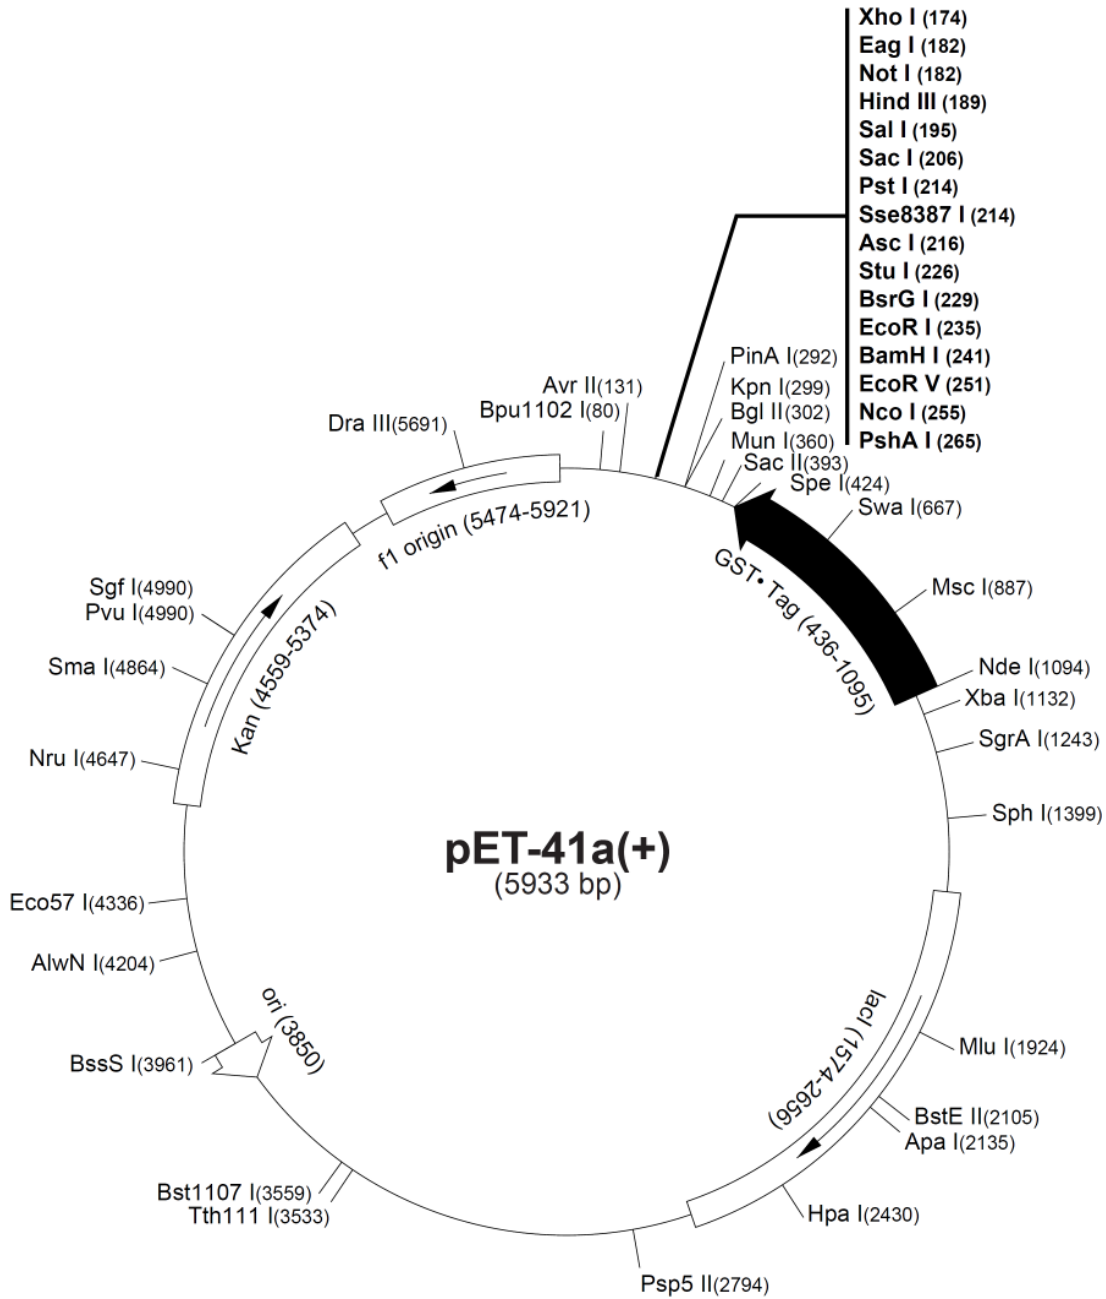 Xho I (174)
Eag I (182)
Not I (182)
Hind III (189)
Sal I (195)
Sac I (206)
Pst I (214)
Sse8387 I (214)
Asc I (216)
Stu I (226)
BsrG I (229)
EcoR I (235)
BamH I (241)
EcoR V (251)
Nco I (255)
PshA I (265)
PinA I(292)
Kpn I(299)
Bgl II(302)
Mun I(360)
Sac II(393)
Spe I(424)
Swa I(667)
Msc I(887)
Nde I(1094)
Xba I(1132)
SgrA I(1243)
Sph I(1399)
Mlu I(1924)
BstE II(2105)
Apa I(2135)
Hpa I(2430)
Psp5 II(2794)
Tth111 I(3533)
Bst1107 I(3559)
BssS I(3961)
AlwN I(4204)
Eco57 I(4336)
Nru I(4647)
Sma I(4864)
Pvu I(4990)
Sgf I(4990)
Dra III(5691)
Bpu1102 I(80)
Avr II(131)
f1 origin (5474-5921)
Kan (4559-5374)
GST• Tag (436-1095)
lacI (1574-2656)
ori (3850)
pET-41a(+)
(5933 bp)